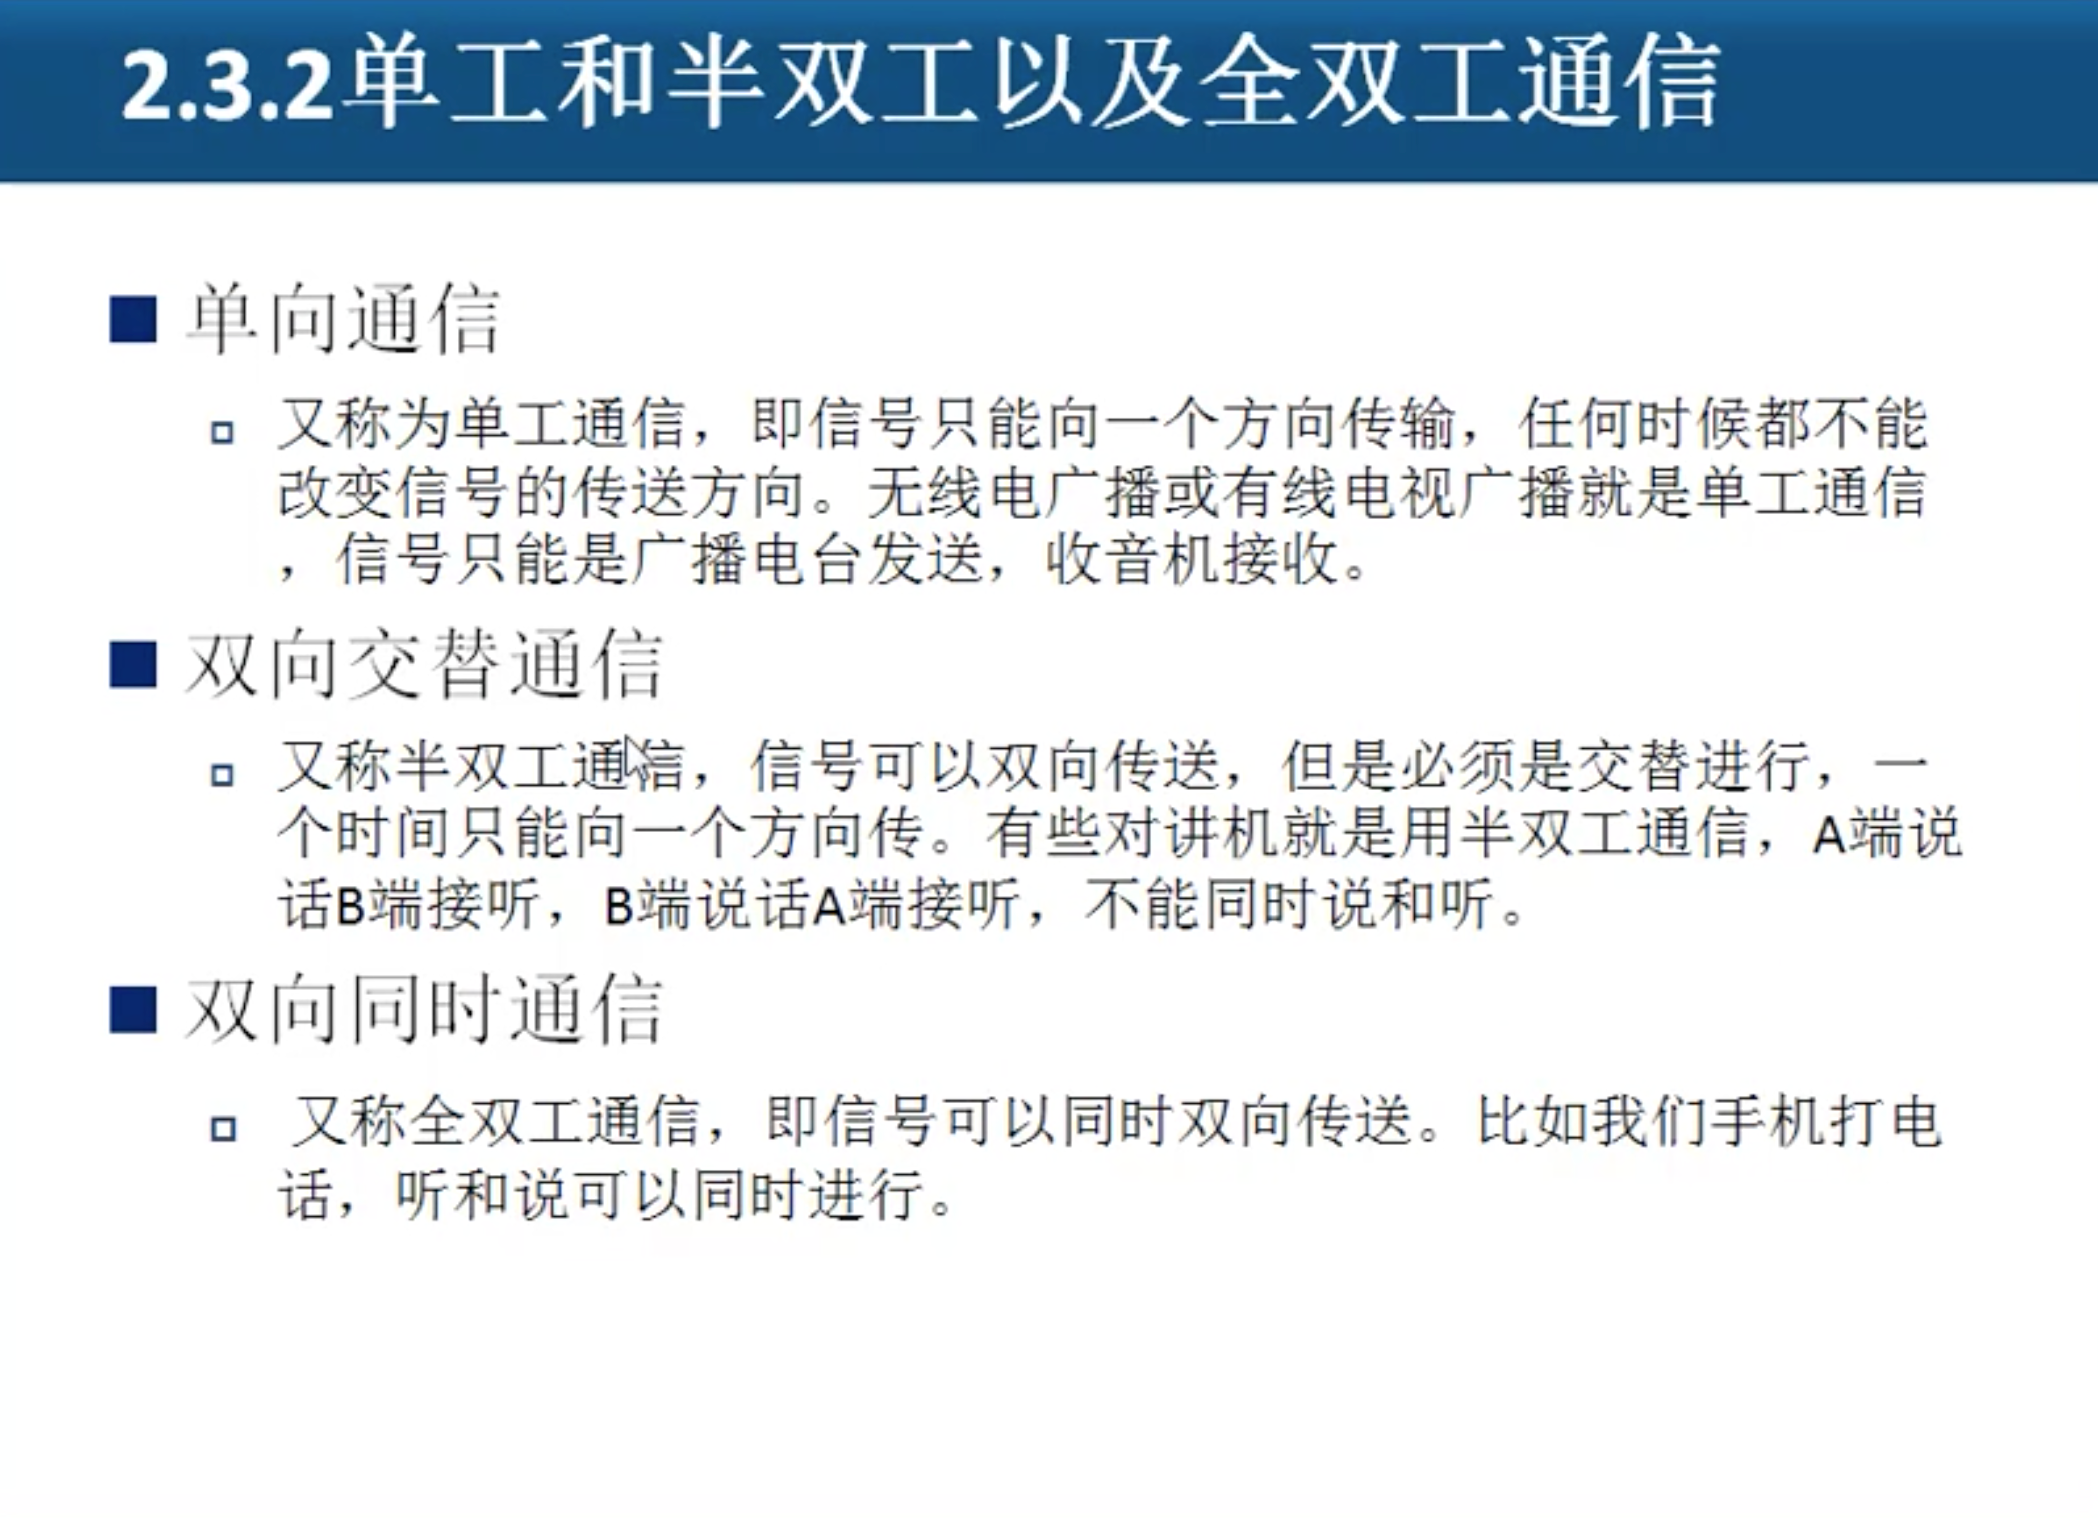 2.3.2单工和半双工以及全双工通信
单向通信
又称为单工通信，即信号只能向一个方向传输，任何时候都不能
改变信号的传送方向。无线电广播或有线电视广播就是单工通信
，信号只能是广播电台发送，收音机接收。
双向交替通信
又称半双工通信，信号可以双向传送，但是必须是交替进行，一
个时间只能向一个方向传。有些对讲机就是用半双工通信，A端说
话B端接听，B端说话A端接听，不能同时说和听。
双向同时通信
又称全双工通信，即信号可以同时双向传送。比如我们手机打电
话，听和说可以同时进行。